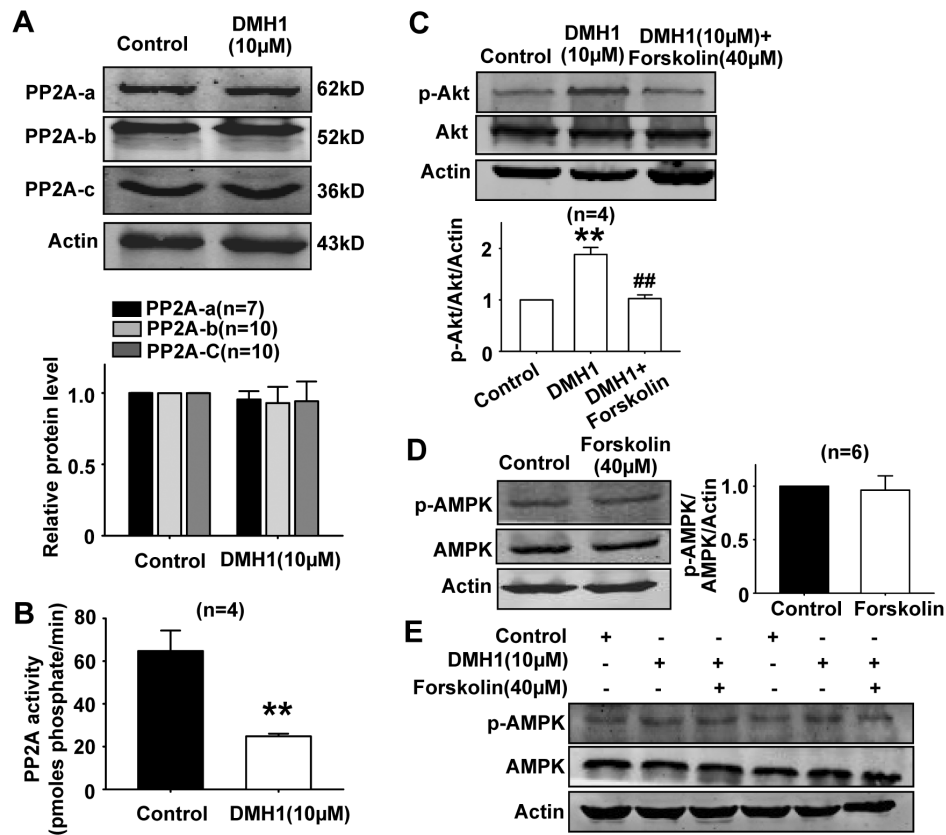 A
Control
DMH1
(10μM)
PP2A-a
62kD
PP2A-b
52kD
PP2A-c
36kD
Actin
43kD
PP2A-a(n=7)
PP2A-b(n=10)
PP2A-C(n=10)
Relative protein level
1.0
0.5
0
Control
DMH1(10μM)
B
(n=4)
PP2A activity
(pmoles phosphate/min)
80
60
40
20
0
**
Control
DMH1(10μM)
C
Control
DMH1
(10μM)
DMH1(10μM)+
Forskolin(40μM)
p-Akt
Akt
Actin
(n=4)
p-Akt/Akt/Actin
2
1
**
##
Control
DMH1
DMH1+
Forskolin
D
Control
Forskolin
(40μM)
p-AMPK
AMPK
Actin
(n=6)
p-AMPK/
AMPK/Actin
1.0
0.5
0
Control
Forskolin
E
Control + - - + - -
DMH1(10μM) - + + - + +
Forskolin(40μM) - - + - - +
p-AMPK
AMPK
Actin